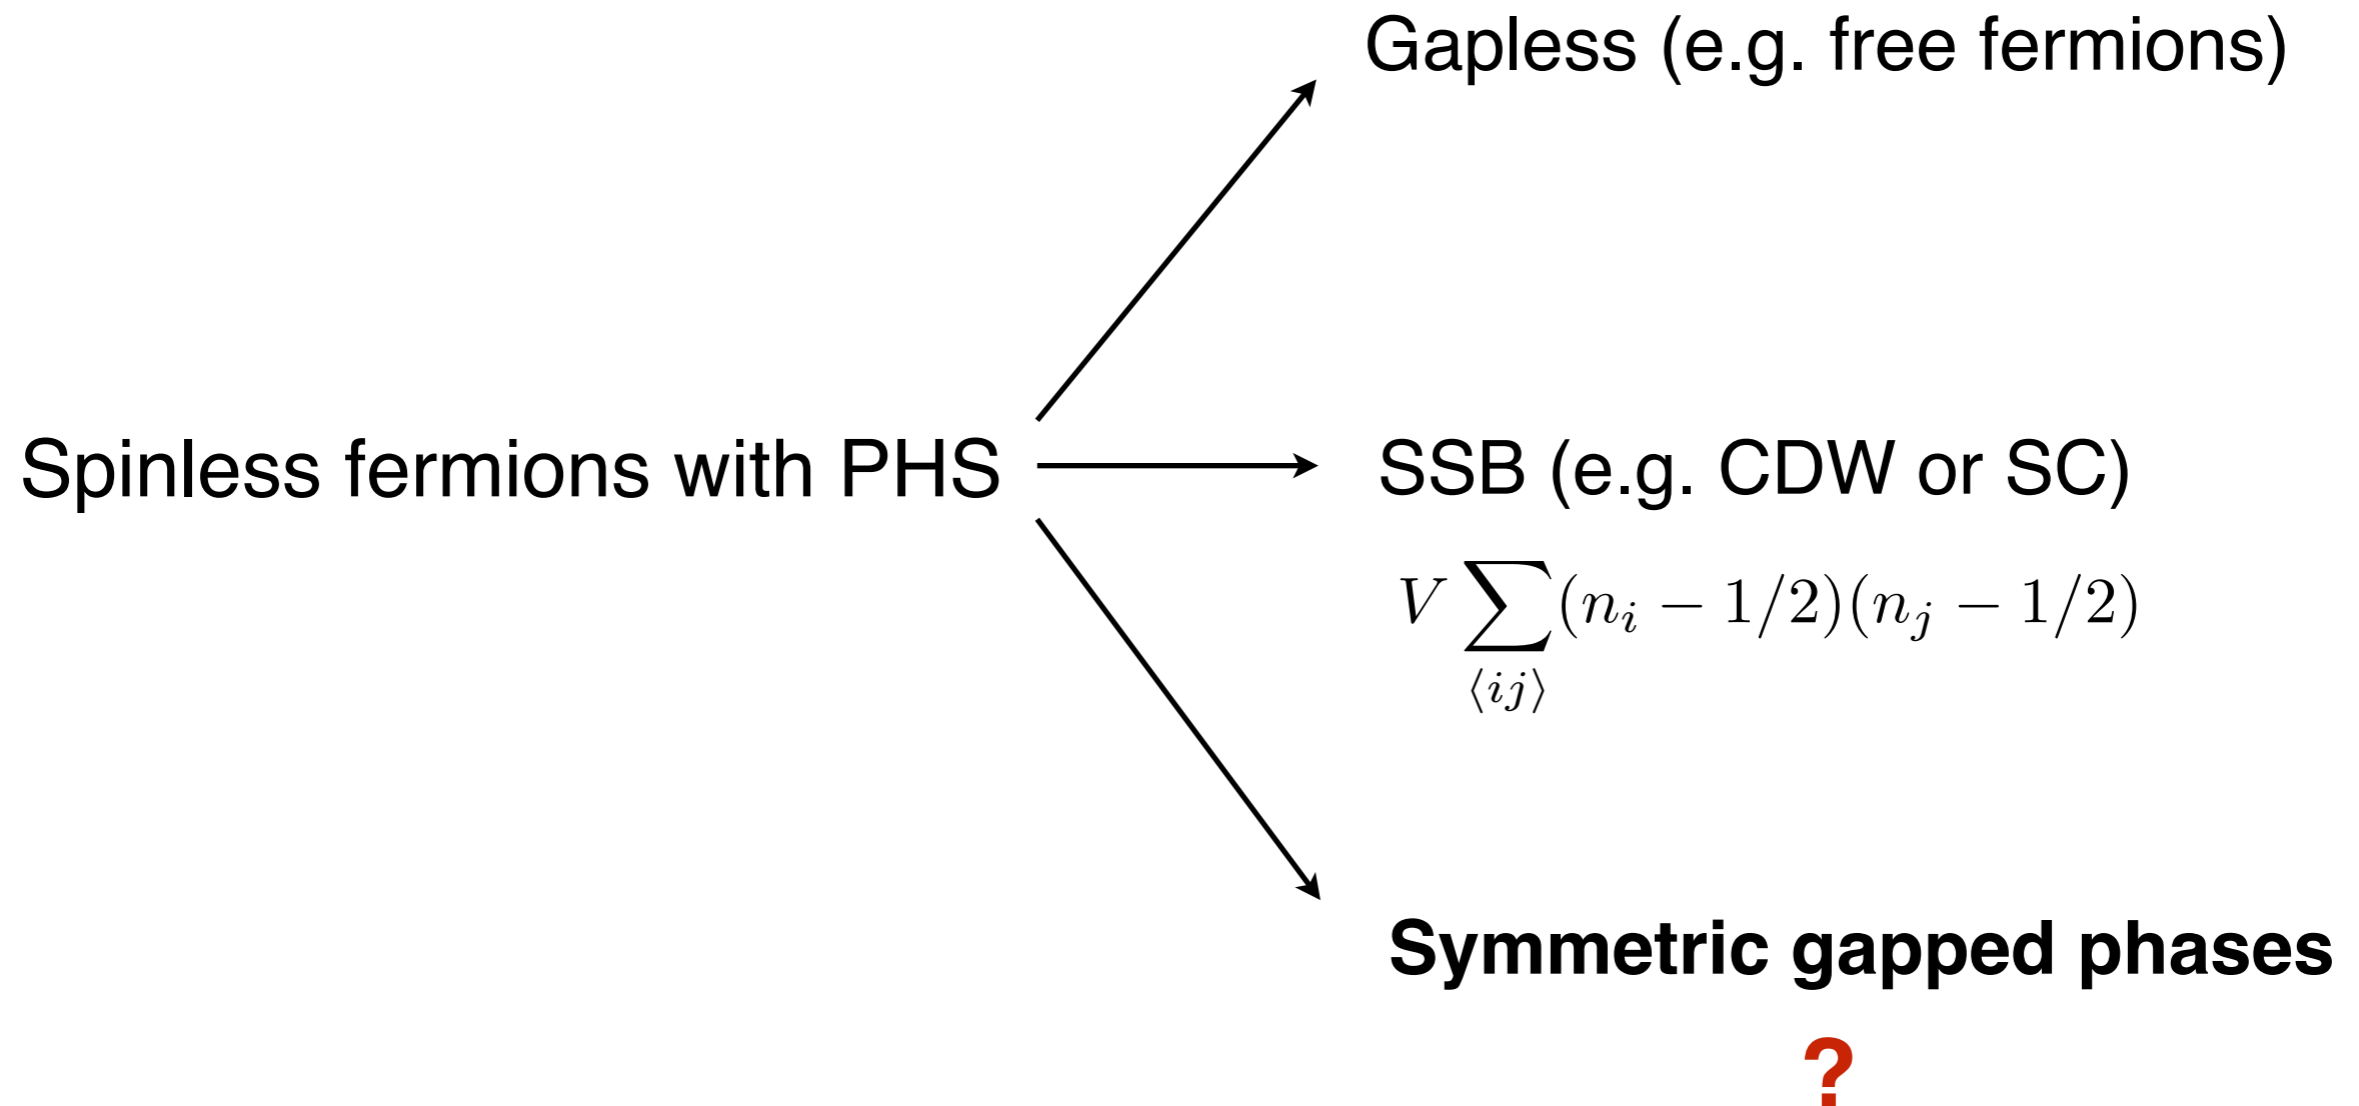 Gapless (e.g. free fermions)
Spinless fermions with PHS
SSB (e.g. CDW or SC)
V ∑ (n_i − 1/2)(n_j − 1/2)
⟨ij⟩
Symmetric gapped phases
?